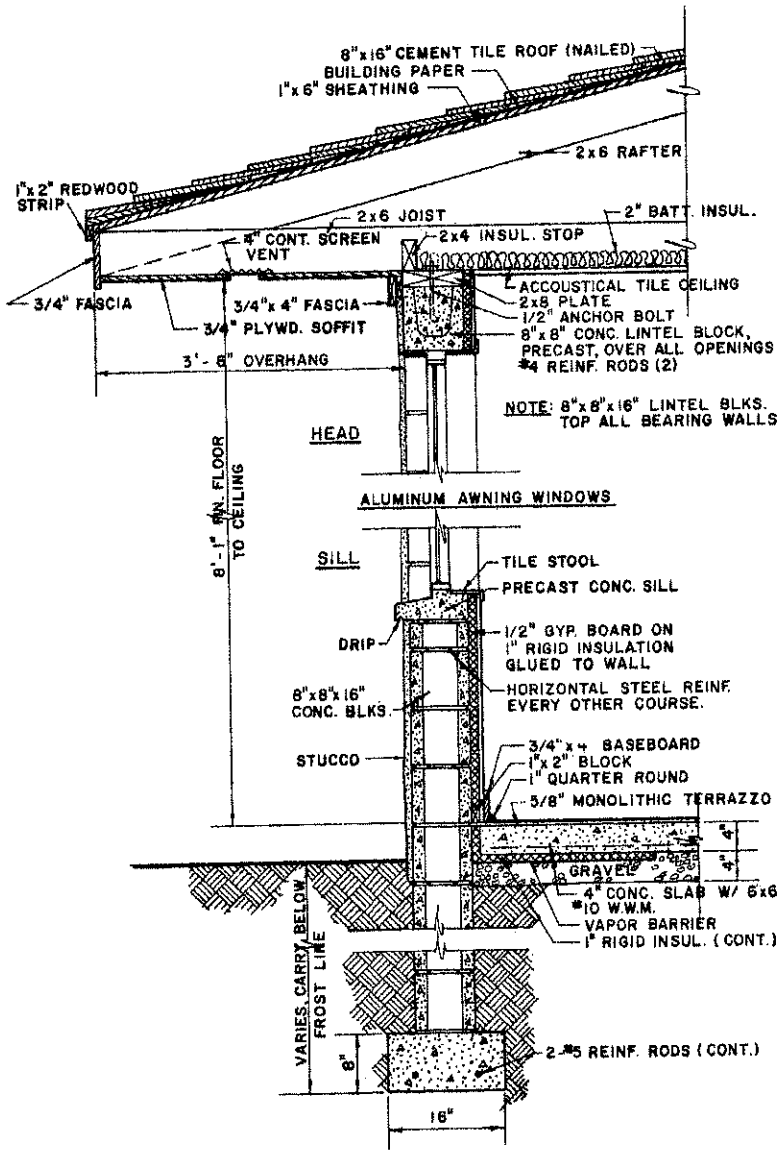 8"x16" CEMENT TILE ROOF (NAILED)
BUILDING PAPER
1"x6" SHEATHING
2x6 RAFTER
1"x2" REDWOOD
STRIP
2x6 JOIST
2" BATT. INSUL.
4" CONT. SCREEN
VENT
2x4 INSUL. STOP
ACCOUSTICAL TILE CEILING
2x8 PLATE
3/4" FASCIA
3/4"x 4" FASCIA
1/2" ANCHOR BOLT
3/4" PLYWD. SOFFIT
8"x8" CONC. LINTEL BLOCK,
PRECAST, OVER ALL OPENINGS
#4 REINF. RODS (2)
3'-8" OVERHANG
NOTE: 8"x8"x16" LINTEL BLKS.
TOP ALL BEARING WALLS
HEAD
8'-1" FIN. FLOOR
TO CEILING
ALUMINUM AWNING WINDOWS
SILL
TILE STOOL
PRECAST CONC. SILL
DRIP
1/2" GYP. BOARD ON
1" RIGID INSULATION
GLUED TO WALL
8"x8"x16"
CONC. BLKS.
HORIZONTAL STEEL REINF.
EVERY OTHER COURSE.
STUCCO
3/4" x 4 BASEBOARD
1"x2" BLOCK
1" QUARTER ROUND
5/8" MONOLITHIC TERRAZZO
4"
4"
GRAVEL
4" CONC. SLAB W/ 6x6
#10 W.W.M.
VAPOR BARRIER
1" RIGID INSUL. (CONT.)
VARIES, CARRY BELOW
FROST LINE
8"
2-#5 REINF. RODS (CONT.)
16"